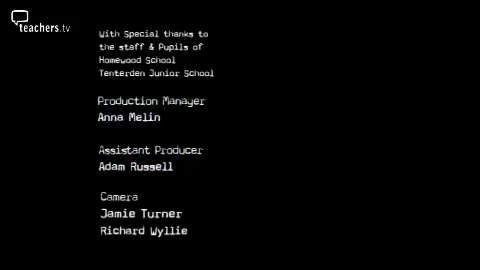 teachers.tv
With Special thanks to
the staff & Pupils of
Homewood School
Tenterden Junior School
Production Manager
Anna Melin
Assistant Producer
Adam Russell
Camera
Jamie Turner
Richard Wyllie